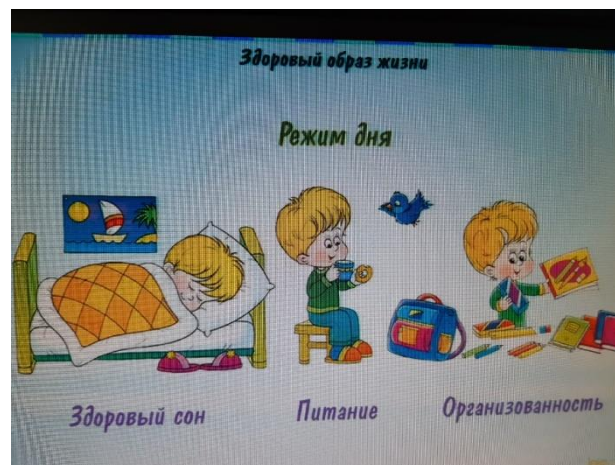 Здоровый образ жизни
Режим дня
Здоровый сон
Питание
Организованность